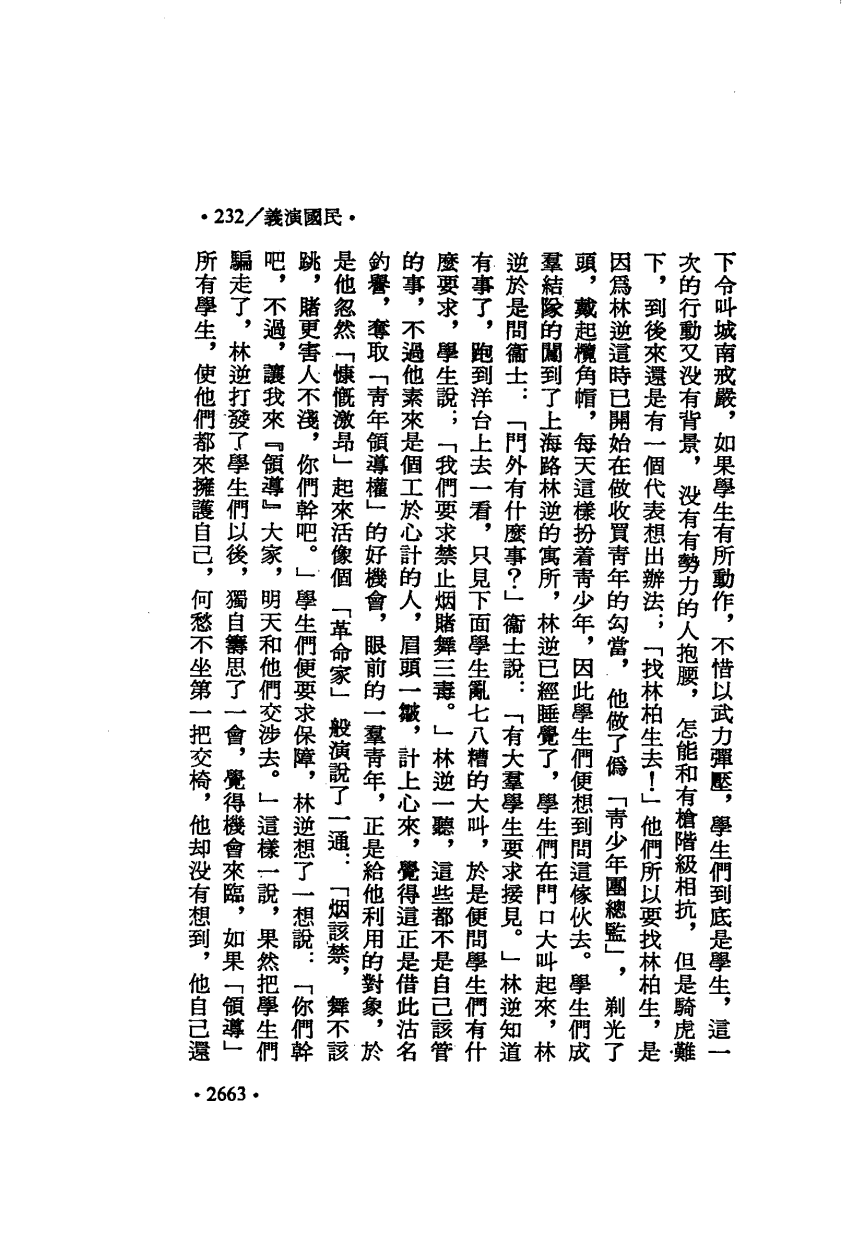 •232／義演國民•
下令叫城南戒嚴，如果學生有所動作，不惜以武力彈壓，學生們到底是學生，這一
次的行動又没有背景，没有有勢力的人抱腰，怎能和有槍階級相抗，但是騎虎難
下，到後來還是有一個代表想出辦法；「找林柏生去！」他們所以要找林柏生，是
因爲林逆這時已開始在做收買靑年的勾當，他做了僞「靑少年團總監」，剃光了
頭，戴起欖角帽，每天這樣扮着靑少年，因此學生們便想到問這傢伙去。學生們成
羣結隊的闖到了上海路林逆的寓所，林逆已經睡覺了，學生們在門口大叫起來，林
逆於是問衞士：「門外有什麼事？」衞士說：「有大羣學生要求接見。」林逆知道
有事了，跑到洋台上去一看，只見下面學生亂七八糟的大叫，於是便問學生們有什
麼要求，學生說；「我們要求禁止烟賭舞三毒。」林逆一聽，這些都不是自己該管
的事，不過他素來是個工於心計的人，眉頭一皺，計上心來，覺得這正是借此沽名
釣譽，奪取「靑年領導權」的好機會，眼前的一羣靑年，正是給他利用的對象，於
是他忽然「慷慨激昻」起來活像個「革命家」般演說了一通：「烟該禁，舞不該
跳，賭更害人不淺，你們幹吧。」學生們便要求保障，林逆想了一想說：「你們幹
吧，不過，讓我來『領導』大家，明天和他們交涉去。」這樣一說，果然把學生們
騙走了，林逆打發了學生們以後，獨自籌思了一會，覺得機會來臨，如果「領導」
所有學生，使他們都來擁護自己，何愁不坐第一把交椅，他却没有想到，他自己還
•2663•